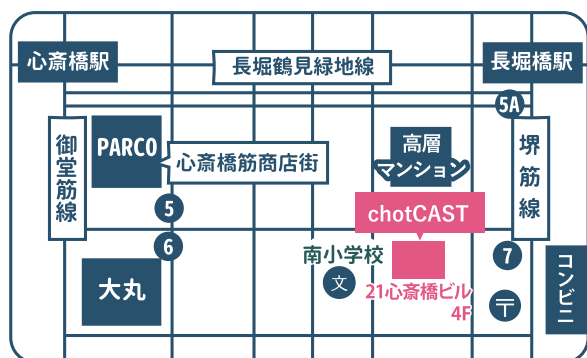 心斎橋駅
長堀鶴見緑地線
長堀橋駅
5A
御堂筋線
PARCO
心斎橋筋商店街
高層
マンション
堺筋線
5
chotCAST
6
南小学校
文
大丸
21心斎橋ビル
4F
7
〒
コンビニ